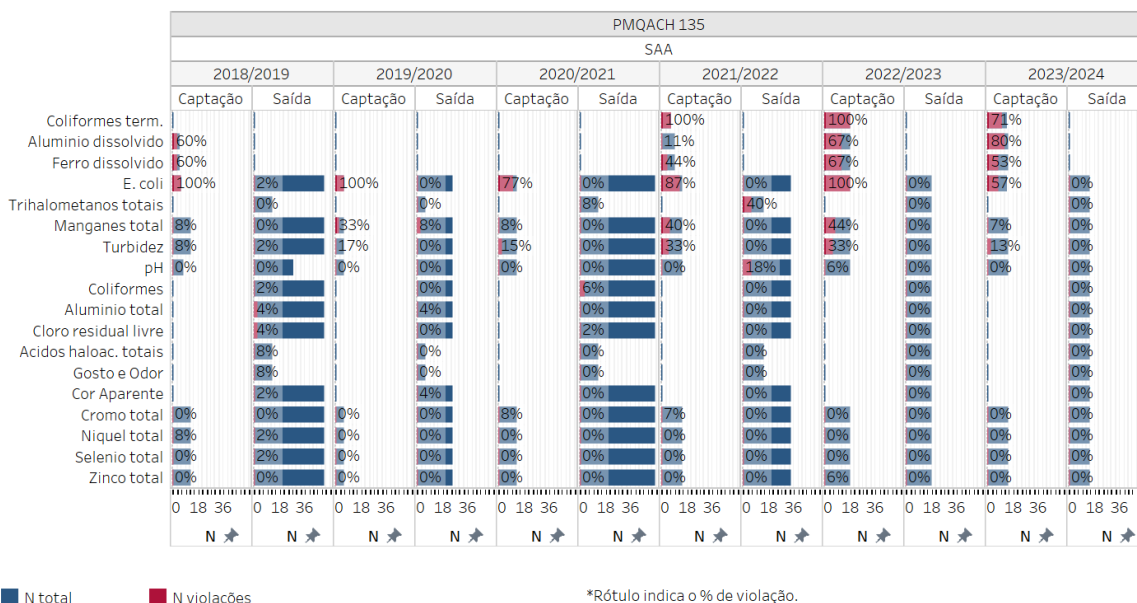 PMQACH 135
SAA
2018/2019 2019/2020 2020/2021 2021/2022 2022/2023 2023/2024
Captação Saída Captação Saída Captação Saída Captação Saída Captação Saída Captação Saída
Coliformes term. 100% 100% 71%
Aluminio dissolvido 60% 11% 67% 80%
Ferro dissolvido 60% 44% 67% 53%
E. coli 100% 2% 100% 0% 77% 0% 87% 0% 100% 0% 57% 0%
Trihalometanos totais 0% 0% 8% 40% 0% 0%
Manganes total 8% 0% 33% 8% 8% 0% 40% 0% 44% 0% 7% 0%
Turbidez 8% 2% 17% 0% 15% 0% 33% 0% 33% 0% 13% 0%
pH 0% 0% 0% 0% 0% 0% 0% 18% 6% 0% 0% 0%
Coliformes 2% 0% 6% 0% 0% 0%
Aluminio total 4% 4% 0% 0% 0% 0%
Cloro residual livre 4% 0% 2% 0% 0% 0%
Acidos haloac. totais 8% 0% 0% 0% 0% 0%
Gosto e Odor 8% 0% 0% 0% 0% 0%
Cor Aparente 2% 4% 0% 0% 0% 0%
Cromo total 0% 0% 0% 0% 8% 0% 7% 0% 0% 0% 0% 0%
Niquel total 8% 2% 0% 0% 0% 0% 0% 0% 0% 0% 0% 0%
Selenio total 0% 2% 0% 0% 0% 0% 0% 0% 0% 0% 0% 0%
Zinco total 0% 0% 0% 0% 0% 0% 0% 0% 6% 0% 0% 0%
0 18 36 0 18 36 0 18 36 0 18 36 0 18 36 0 18 36 0 18 36 0 18 36 0 18 36 0 18 36 0 18 36 0 18 36
N N N N N N N N N N N N
N total N violações *Rótulo indica o % de violação.